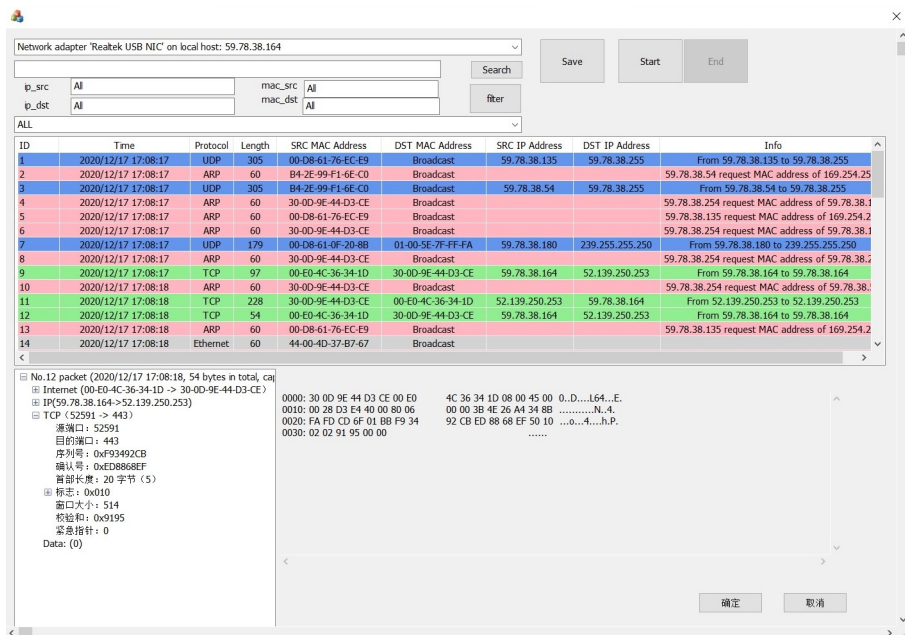 Network adapter 'Realtek USB NIC' on local host: 59.78.38.164
Save Start End
Search
ip_src All mac_src All
filter
ip_dst All mac_dst All
ALL
ID Time Protocol Length SRC MAC Address DST MAC Address SRC IP Address DST IP Address Info
1 2020/12/17 17:08:17 UDP 305 00-D8-61-76-EC-E9 Broadcast 59.78.38.135 59.78.38.255 From 59.78.38.135 to 59.78.38.255
2 2020/12/17 17:08:17 ARP 60 B4-2E-99-F1-6E-C0 Broadcast 59.78.38.54 request MAC address of 169.254.25
3 2020/12/17 17:08:17 UDP 305 B4-2E-99-F1-6E-C0 Broadcast 59.78.38.54 59.78.38.255 From 59.78.38.54 to 59.78.38.255
4 2020/12/17 17:08:17 ARP 60 30-0D-9E-44-D3-CE Broadcast 59.78.38.254 request MAC address of 59.78.38.1
5 2020/12/17 17:08:17 ARP 60 00-D8-61-76-EC-E9 Broadcast 59.78.38.135 request MAC address of 169.254.2
6 2020/12/17 17:08:17 ARP 60 30-0D-9E-44-D3-CE Broadcast 59.78.38.254 request MAC address of 59.78.38.1
7 2020/12/17 17:08:17 UDP 179 00-D8-61-0F-20-8B 01-00-5E-7F-FF-FA 59.78.38.180 239.255.255.250 From 59.78.38.180 to 239.255.255.250
8 2020/12/17 17:08:17 ARP 60 30-0D-9E-44-D3-CE Broadcast 59.78.38.254 request MAC address of 59.78.38.2
9 2020/12/17 17:08:18 TCP 97 00-E0-4C-36-34-1D 30-0D-9E-44-D3-CE 59.78.38.164 52.139.250.253 From 59.78.38.164 to 59.78.38.164
10 2020/12/17 17:08:18 ARP 60 30-0D-9E-44-D3-CE Broadcast 59.78.38.254 request MAC address of 59.78.38.
11 2020/12/17 17:08:18 TCP 228 30-0D-9E-44-D3-CE 00-E0-4C-36-34-1D 52.139.250.253 59.78.38.164 From 52.139.250.253 to 52.139.250.253
12 2020/12/17 17:08:18 TCP 54 00-E0-4C-36-34-1D 30-0D-9E-44-D3-CE 59.78.38.164 52.139.250.253 From 59.78.38.164 to 59.78.38.164
13 2020/12/17 17:08:18 ARP 60 00-D8-61-76-EC-E9 Broadcast 59.78.38.135 request MAC address of 169.254.2
14 2020/12/17 17:08:18 Ethernet 60 44-00-4D-37-B7-67 Broadcast
No.12 packet (2020/12/17 17:08:18, 54 bytes in total, cap
Internet (00-E0-4C-36-34-1D -> 30-0D-9E-44-D3-CE)
IP(59.78.38.164->52.139.250.253)
TCP (52591 -> 443)
源端口：52591
目的端口：443
序列号：0xF93492CB
确认号：0xED8868EF
首部长度：20 字节（5）
标志：0x010
窗口大小：514
校验和：0x9195
紧急指针：0
Data: (0)
0000: 30 0D 9E 44 D3 CE 00 E0 4C 36 34 1D 08 00 45 00 0..D....L64...E.
0010: 00 28 D3 E4 40 00 80 06 00 00 3B 4E 26 A4 34 8B ...........N..4.
0020: FA FD CD 6F 01 BB F9 34 92 CB ED 88 68 EF 50 10 ...o...4....h.P.
0030: 02 02 91 95 00 00 ......
确定 取消